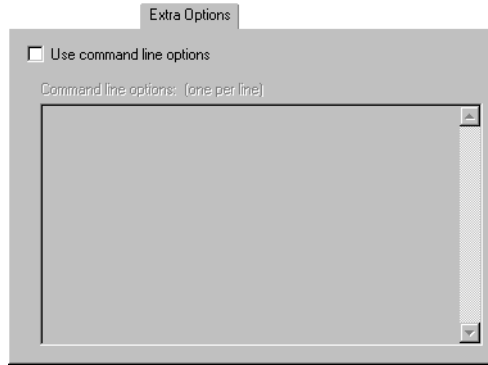 Extra Options
Use command line options
Command line options: (one per line)